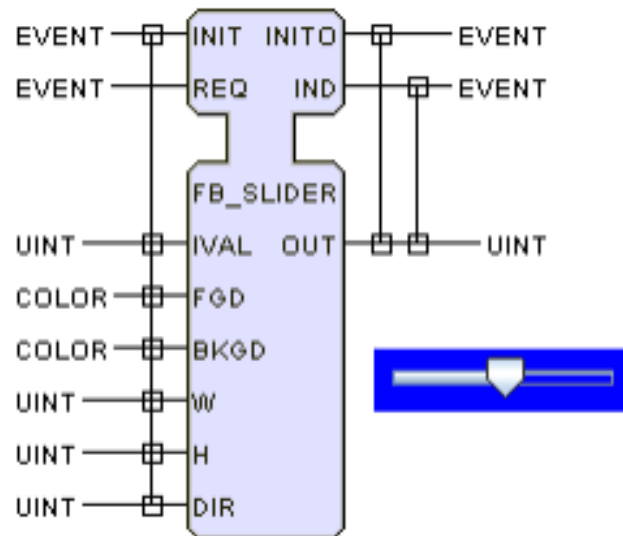 EVENT INIT INITO EVENT
EVENT REQ IND EVENT
FB_SLIDER
UINT IVAL OUT UINT
COLOR FGD
COLOR BKGD
UINT W
UINT H
UINT DIR